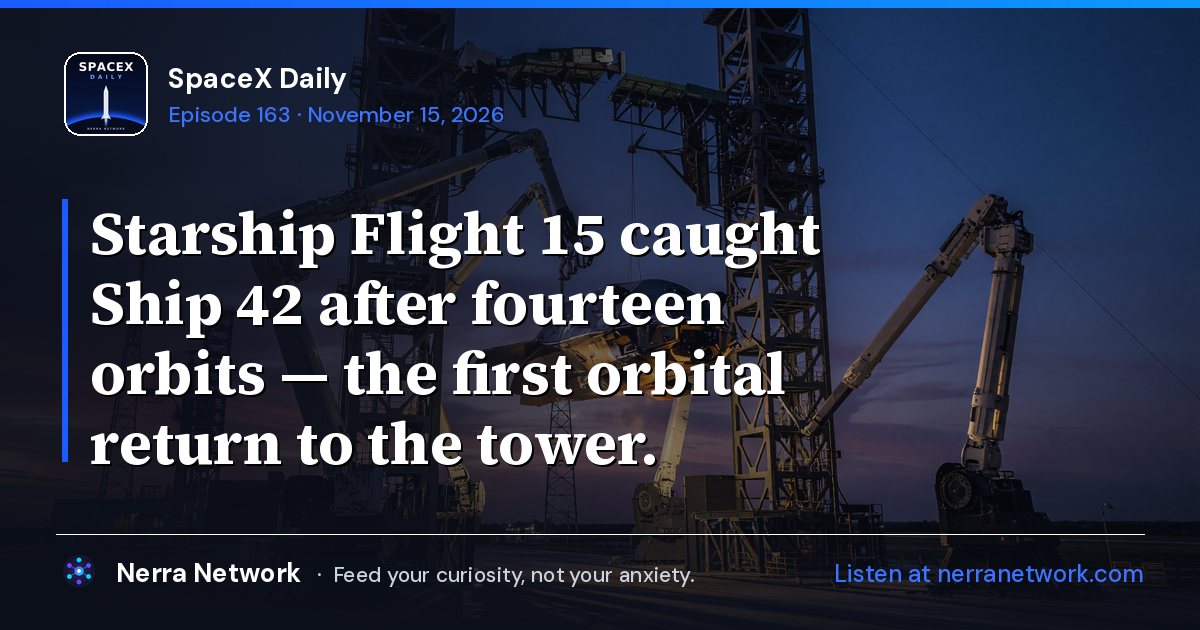 SPACEX
DAILY
NERRA NETWORK
SpaceX Daily
Episode 163 · November 15, 2026
Starship Flight 15 caught
Ship 42 after fourteen
orbits — the first orbital
return to the tower.
Nerra Network · Feed your curiosity, not your anxiety.
Listen at nerranetwork.com